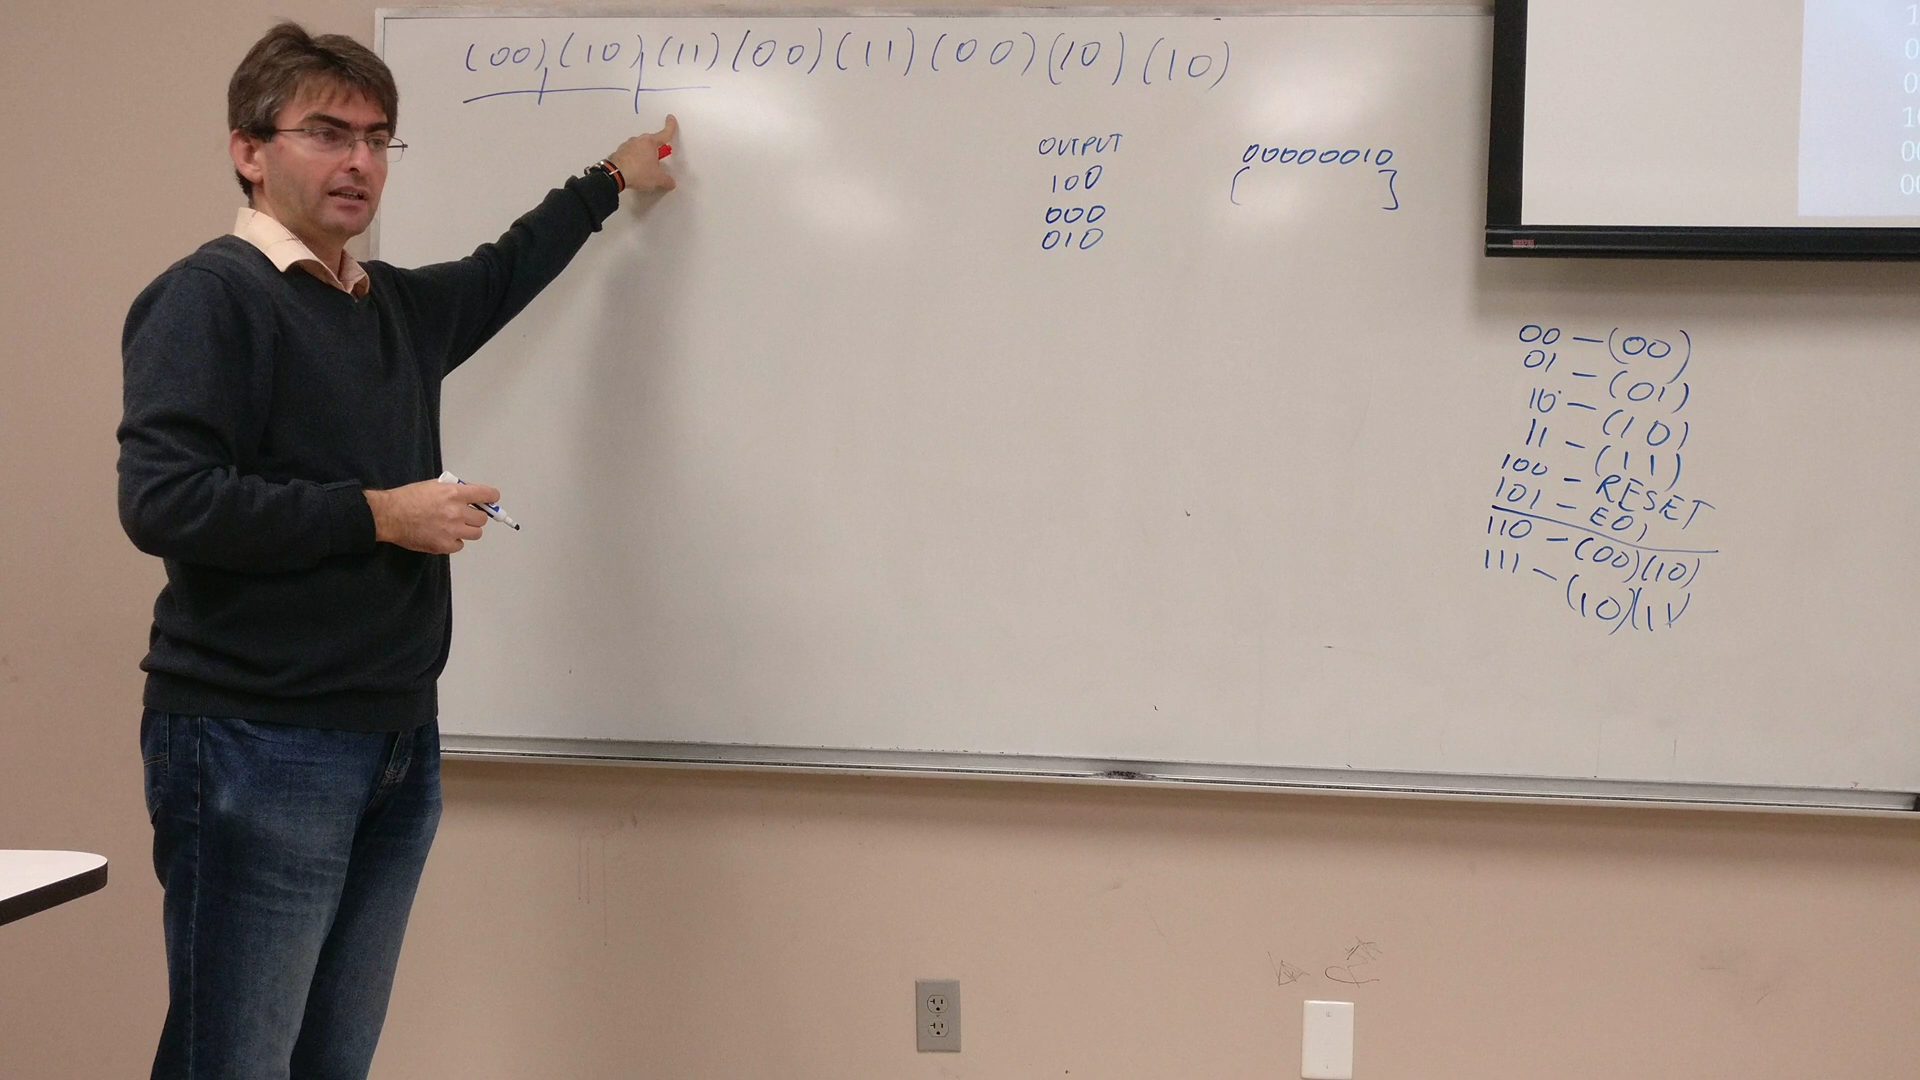 (00)(10)(11)(00)(11)(00)(10)(10)
OUTPUT
100
000
010
00000010
[ ]
00 — (00)
01 — (01)
10 — (10)
11 — (11)
100 — RESET
101 — EOI
110 — (00)(10)
111 — (10)(11